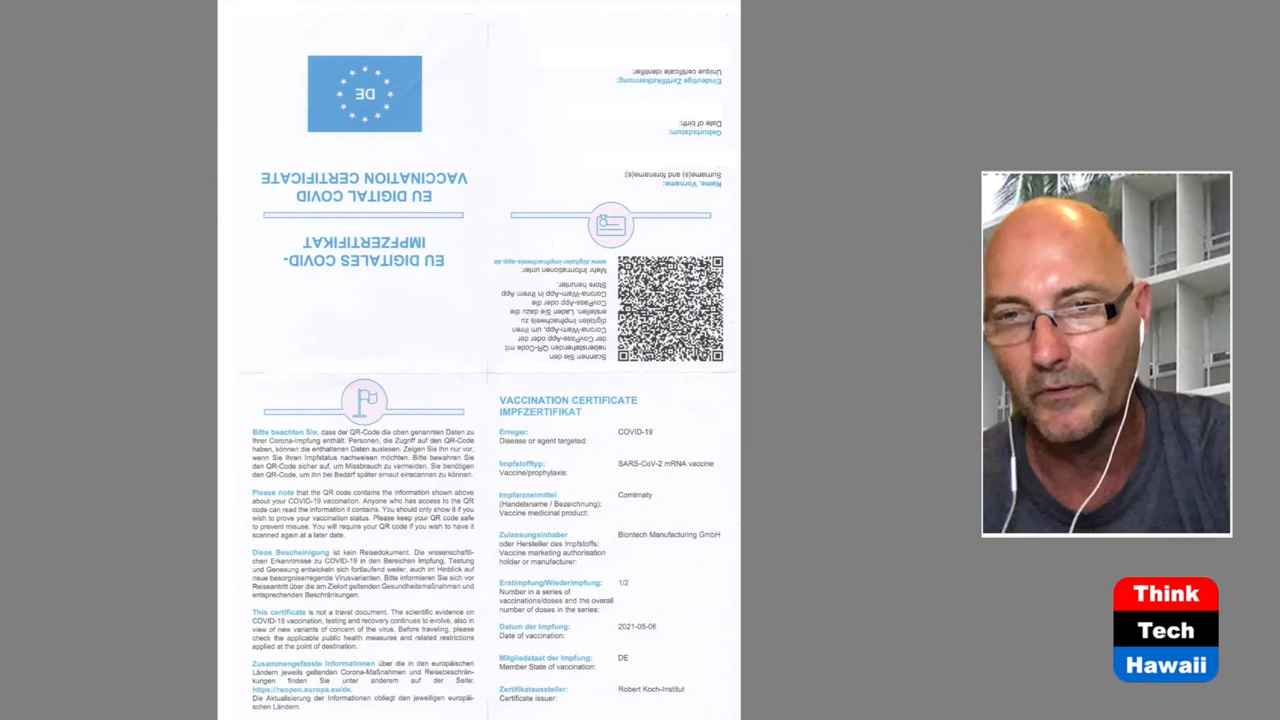 DE
EU DIGITALES COVID-
IMPFZERTIFIKAT
EU DIGITAL COVID
VACCINATION CERTIFICATE
Scannen Sie den
nebenstehenden QR-Code mit
der CovPass-App oder der
Corona-Warn-App, um Ihren
digitalen Impfnachweis zu
erstellen. Laden Sie dazu die
CovPass-App oder die
Corona-Warn-App in Ihrem App
Store herunter.
Mehr Informationen unter:
www.digitaler-impfnachweis-app.de
Name, Vorname:
Surname(s) and forename(s):
Geburtsdatum:
Date of birth:
Eindeutige Zertifikatkennung:
Unique certificate identifier:
Bitte beachten Sie, dass der QR-Code die oben genannten Daten zu
Ihrer Corona-Impfung enthält. Personen, die Zugriff auf den QR-Code
haben, können die enthaltenen Daten auslesen. Zeigen Sie ihn nur vor,
wenn Sie Ihren Impfstatus nachweisen möchten. Bitte bewahren Sie
den QR-Code sicher auf, um Missbrauch zu vermeiden. Sie benötigen
den QR-Code, um ihn bei Bedarf später erneut einscannen zu können.
Please note that the QR code contains the information shown above
about your COVID-19 vaccination. Anyone who has access to the QR
code can read the information it contains. You should only show it if you
wish to prove your vaccination status. Please keep your QR code safe
to prevent misuse. You will require your QR code if you wish to have it
scanned again at a later date.
Diese Bescheinigung ist kein Reisedokument. Die wissenschaftli-
chen Erkenntnisse zu COVID-19 in den Bereichen Impfung, Testung
und Genesung entwickeln sich fortlaufend weiter, auch im Hinblick auf
neue besorgniserregende Virusvarianten. Bitte informieren Sie sich vor
Reiseantritt über die am Zielort geltenden Gesundheitsmaßnahmen und
entsprechenden Beschränkungen.
This certificate is not a travel document. The scientific evidence on
COVID-19 vaccination, testing and recovery continues to evolve, also in
view of new variants of concern of the virus. Before traveling, please
check the applicable public health measures and related restrictions
applied at the point of destination.
Zusammengefasste Informationen über die in den europäischen
Ländern jeweils geltenden Corona-Maßnahmen und Reisebeschrän-
kungen finden Sie unter anderem auf der Seite:
https://reopen.europa.eu/de.
Die Aktualisierung der Informationen obliegt den jeweiligen europäi-
schen Ländern.
VACCINATION CERTIFICATE
IMPFZERTIFIKAT
Erreger: COVID-19
Disease or agent targeted:
Impfstofftyp: SARS-CoV-2 mRNA vaccine
Vaccine/prophylaxis:
Impfarzneimittel Comirnaty
(Handelsname / Bezeichnung):
Vaccine medicinal product:
Zulassungsinhaber Biontech Manufacturing GmbH
oder Hersteller des Impfstoffs:
Vaccine marketing authorisation
holder or manufacturer:
Erstimpfung/Wiederimpfung: 1/2
Number in a series of
vaccinations/doses and the overall
number of doses in the series:
Datum der Impfung: 2021-05-06
Date of vaccination:
Mitgliedstaat der Impfung: DE
Member State of vaccination:
Zertifikataussteller: Robert Koch-Institut
Certificate issuer:
Think
Tech
Hawaii